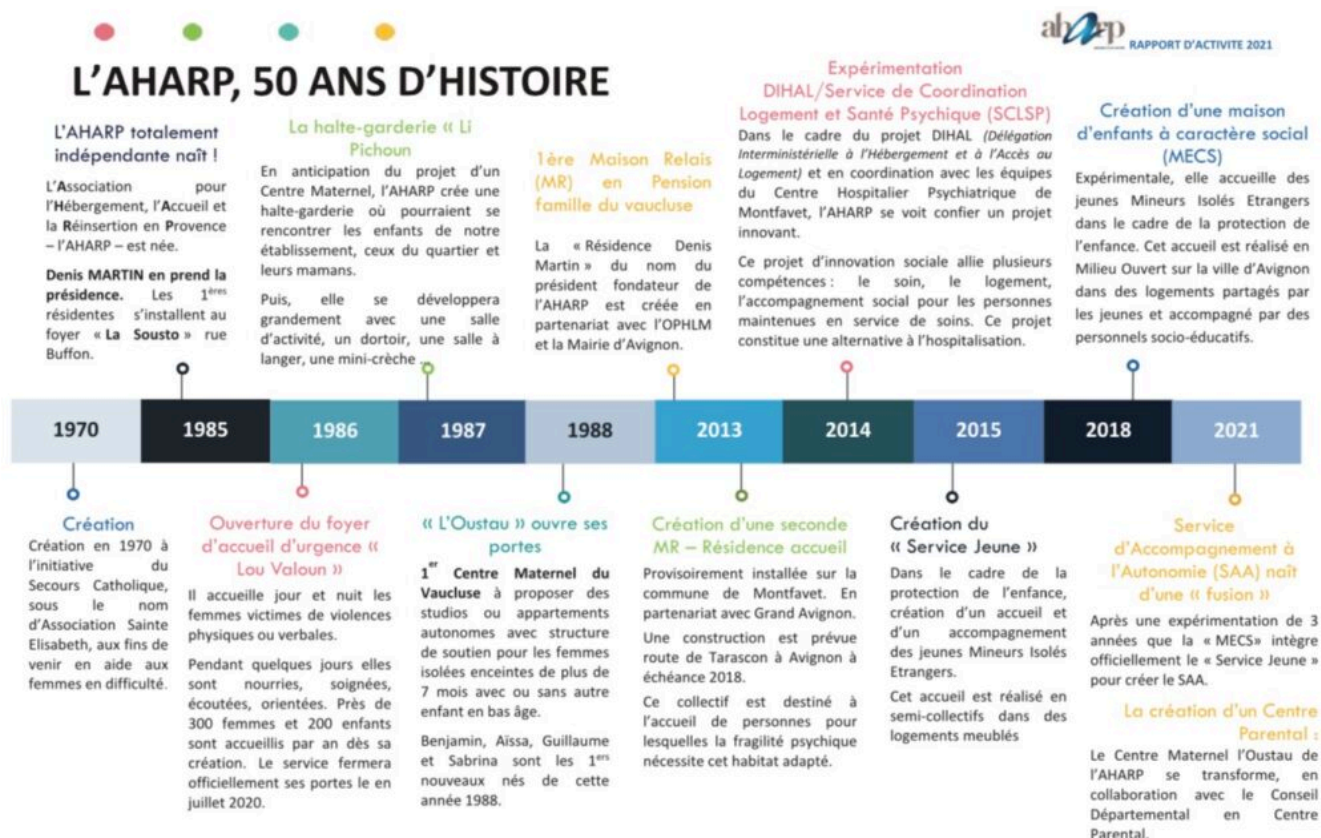 aharp RAPPORT D'ACTIVITE 2021
L'AHARP, 50 ANS D'HISTOIRE
L'AHARP totalement
indépendante naît !
L'Association pour
l'Hébergement, l'Accueil et
la Réinsertion en Provence
– l'AHARP – est née.
Denis MARTIN en prend la
présidence. Les 1ères
résidentes s'installent au
foyer « La Sousto » rue
Buffon.
La halte-garderie « Li
Pichoun
En anticipation du projet d'un
Centre Maternel, l'AHARP crée une
halte-garderie où pourraient se
rencontrer les enfants de notre
établissement, ceux du quartier et
leurs mamans.
Puis, elle se développera
grandement avec une salle
d'activité, un dortoir, une salle à
langer, une mini-crèche ...
1ère Maison Relais
(MR) en Pension
famille du vaucluse
La « Résidence Denis
Martin » du nom du
président fondateur de
l'AHARP est créée en
partenariat avec l'OPHLM
et la Mairie d'Avignon.
Expérimentation
DIHAL/Service de Coordination
Logement et Santé Psychique (SCLSP)
Dans le cadre du projet DIHAL (Délégation
Interministérielle à l'Hébergement et à l'Accès au
Logement) et en coordination avec les équipes
du Centre Hospitalier Psychiatrique de
Montfavet, l'AHARP se voit confier un projet
innovant.
Ce projet d'innovation sociale allie plusieurs
compétences : le soin, le logement,
l'accompagnement social pour les personnes
maintenues en service de soins. Ce projet
constitue une alternative à l'hospitalisation.
Création d'une maison
d'enfants à caractère social
(MECS)
Expérimentale, elle accueille des
jeunes Mineurs Isolés Etrangers
dans le cadre de la protection de
l'enfance. Cet accueil est réalisé en
Milieu Ouvert sur la ville d'Avignon
dans des logements partagés par
les jeunes et accompagné par des
personnels socio-éducatifs.
1970 1985 1986 1987 1988 2013 2014 2015 2018 2021
Création
Création en 1970 à
l'initiative du
Secours Catholique,
sous le nom
d'Association Sainte
Elisabeth, aux fins de
venir en aide aux
femmes en difficulté.
Ouverture du foyer
d'accueil d'urgence «
Lou Valoun »
Il accueille jour et nuit les
femmes victimes de violences
physiques ou verbales.
Pendant quelques jours elles
sont nourries, soignées,
écoutées, orientées. Près de
300 femmes et 200 enfants
sont accueillis par an dès sa
création. Le service fermera
officiellement ses portes le en
juillet 2020.
« L'Oustau » ouvre ses
portes
1er Centre Maternel du
Vaucluse à proposer des
studios ou appartements
autonomes avec structure
de soutien pour les femmes
isolées enceintes de plus de
7 mois avec ou sans autre
enfant en bas âge.
Benjamin, Aïssa, Guillaume
et Sabrina sont les 1ers
nouveaux nés de cette
année 1988.
Création d'une seconde
MR – Résidence accueil
Provisoirement installée sur la
commune de Montfavet. En
partenariat avec Grand Avignon.
Une construction est prévue
route de Tarascon à Avignon à
échéance 2018.
Ce collectif est destiné à
l'accueil de personnes pour
lesquelles la fragilité psychique
nécessite cet habitat adapté.
Création du
« Service Jeune »
Dans le cadre de la
protection de l'enfance,
création d'un accueil et
d'un accompagnement
des jeunes Mineurs Isolés
Etrangers.
Cet accueil est réalisé en
semi-collectifs dans des
logements meublés
Service
d'Accompagnement à
l'Autonomie (SAA) naît
d'une « fusion »
Après une expérimentation de 3
années que la « MECS» intègre
officiellement le « Service Jeune »
pour créer le SAA.
La création d'un Centre
Parental :
Le Centre Maternel l'Oustau de
l'AHARP se transforme, en
collaboration avec le Conseil
Départemental en Centre
Parental.